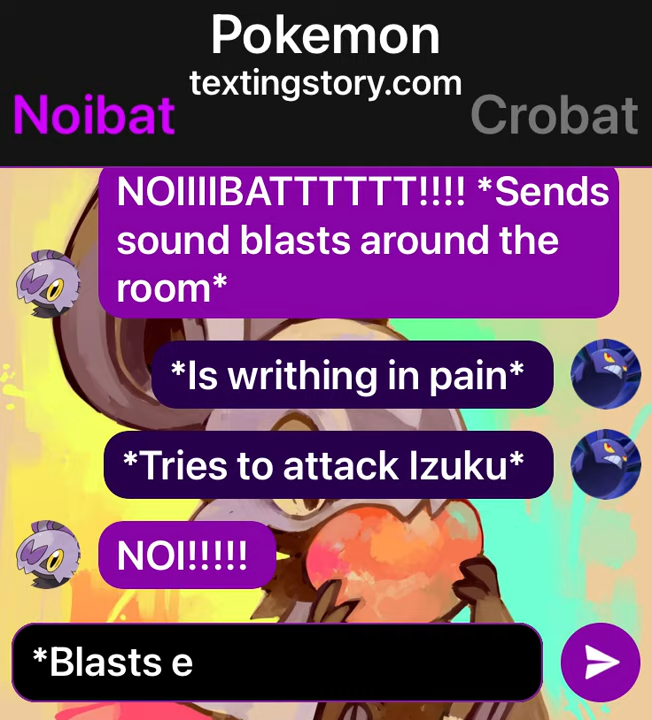 Pokemon
textingstory.com
Noibat
Crobat
NOIIIIBATTTTTT!!!! *Sends
sound blasts around the
room*
*Is writhing in pain*
*Tries to attack Izuku*
NOI!!!!!
*Blasts e